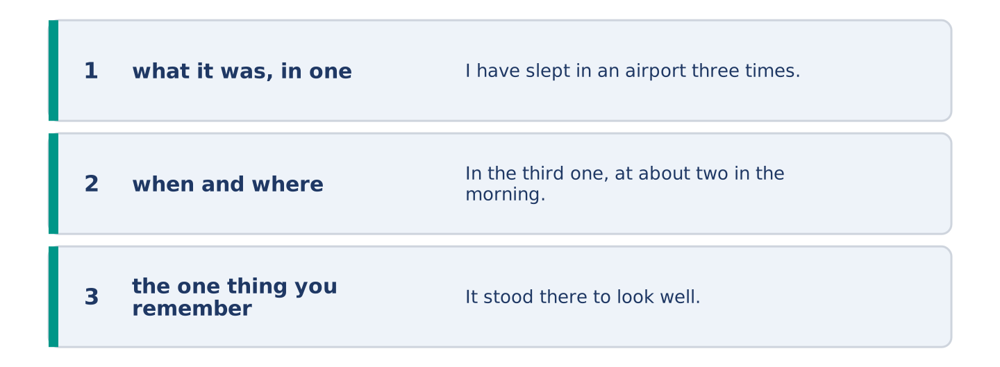 1 what it was, in one I have slept in an airport three times.
2 when and where In the third one, at about two in the
morning.
3 the one thing you
remember It stood there to look well.